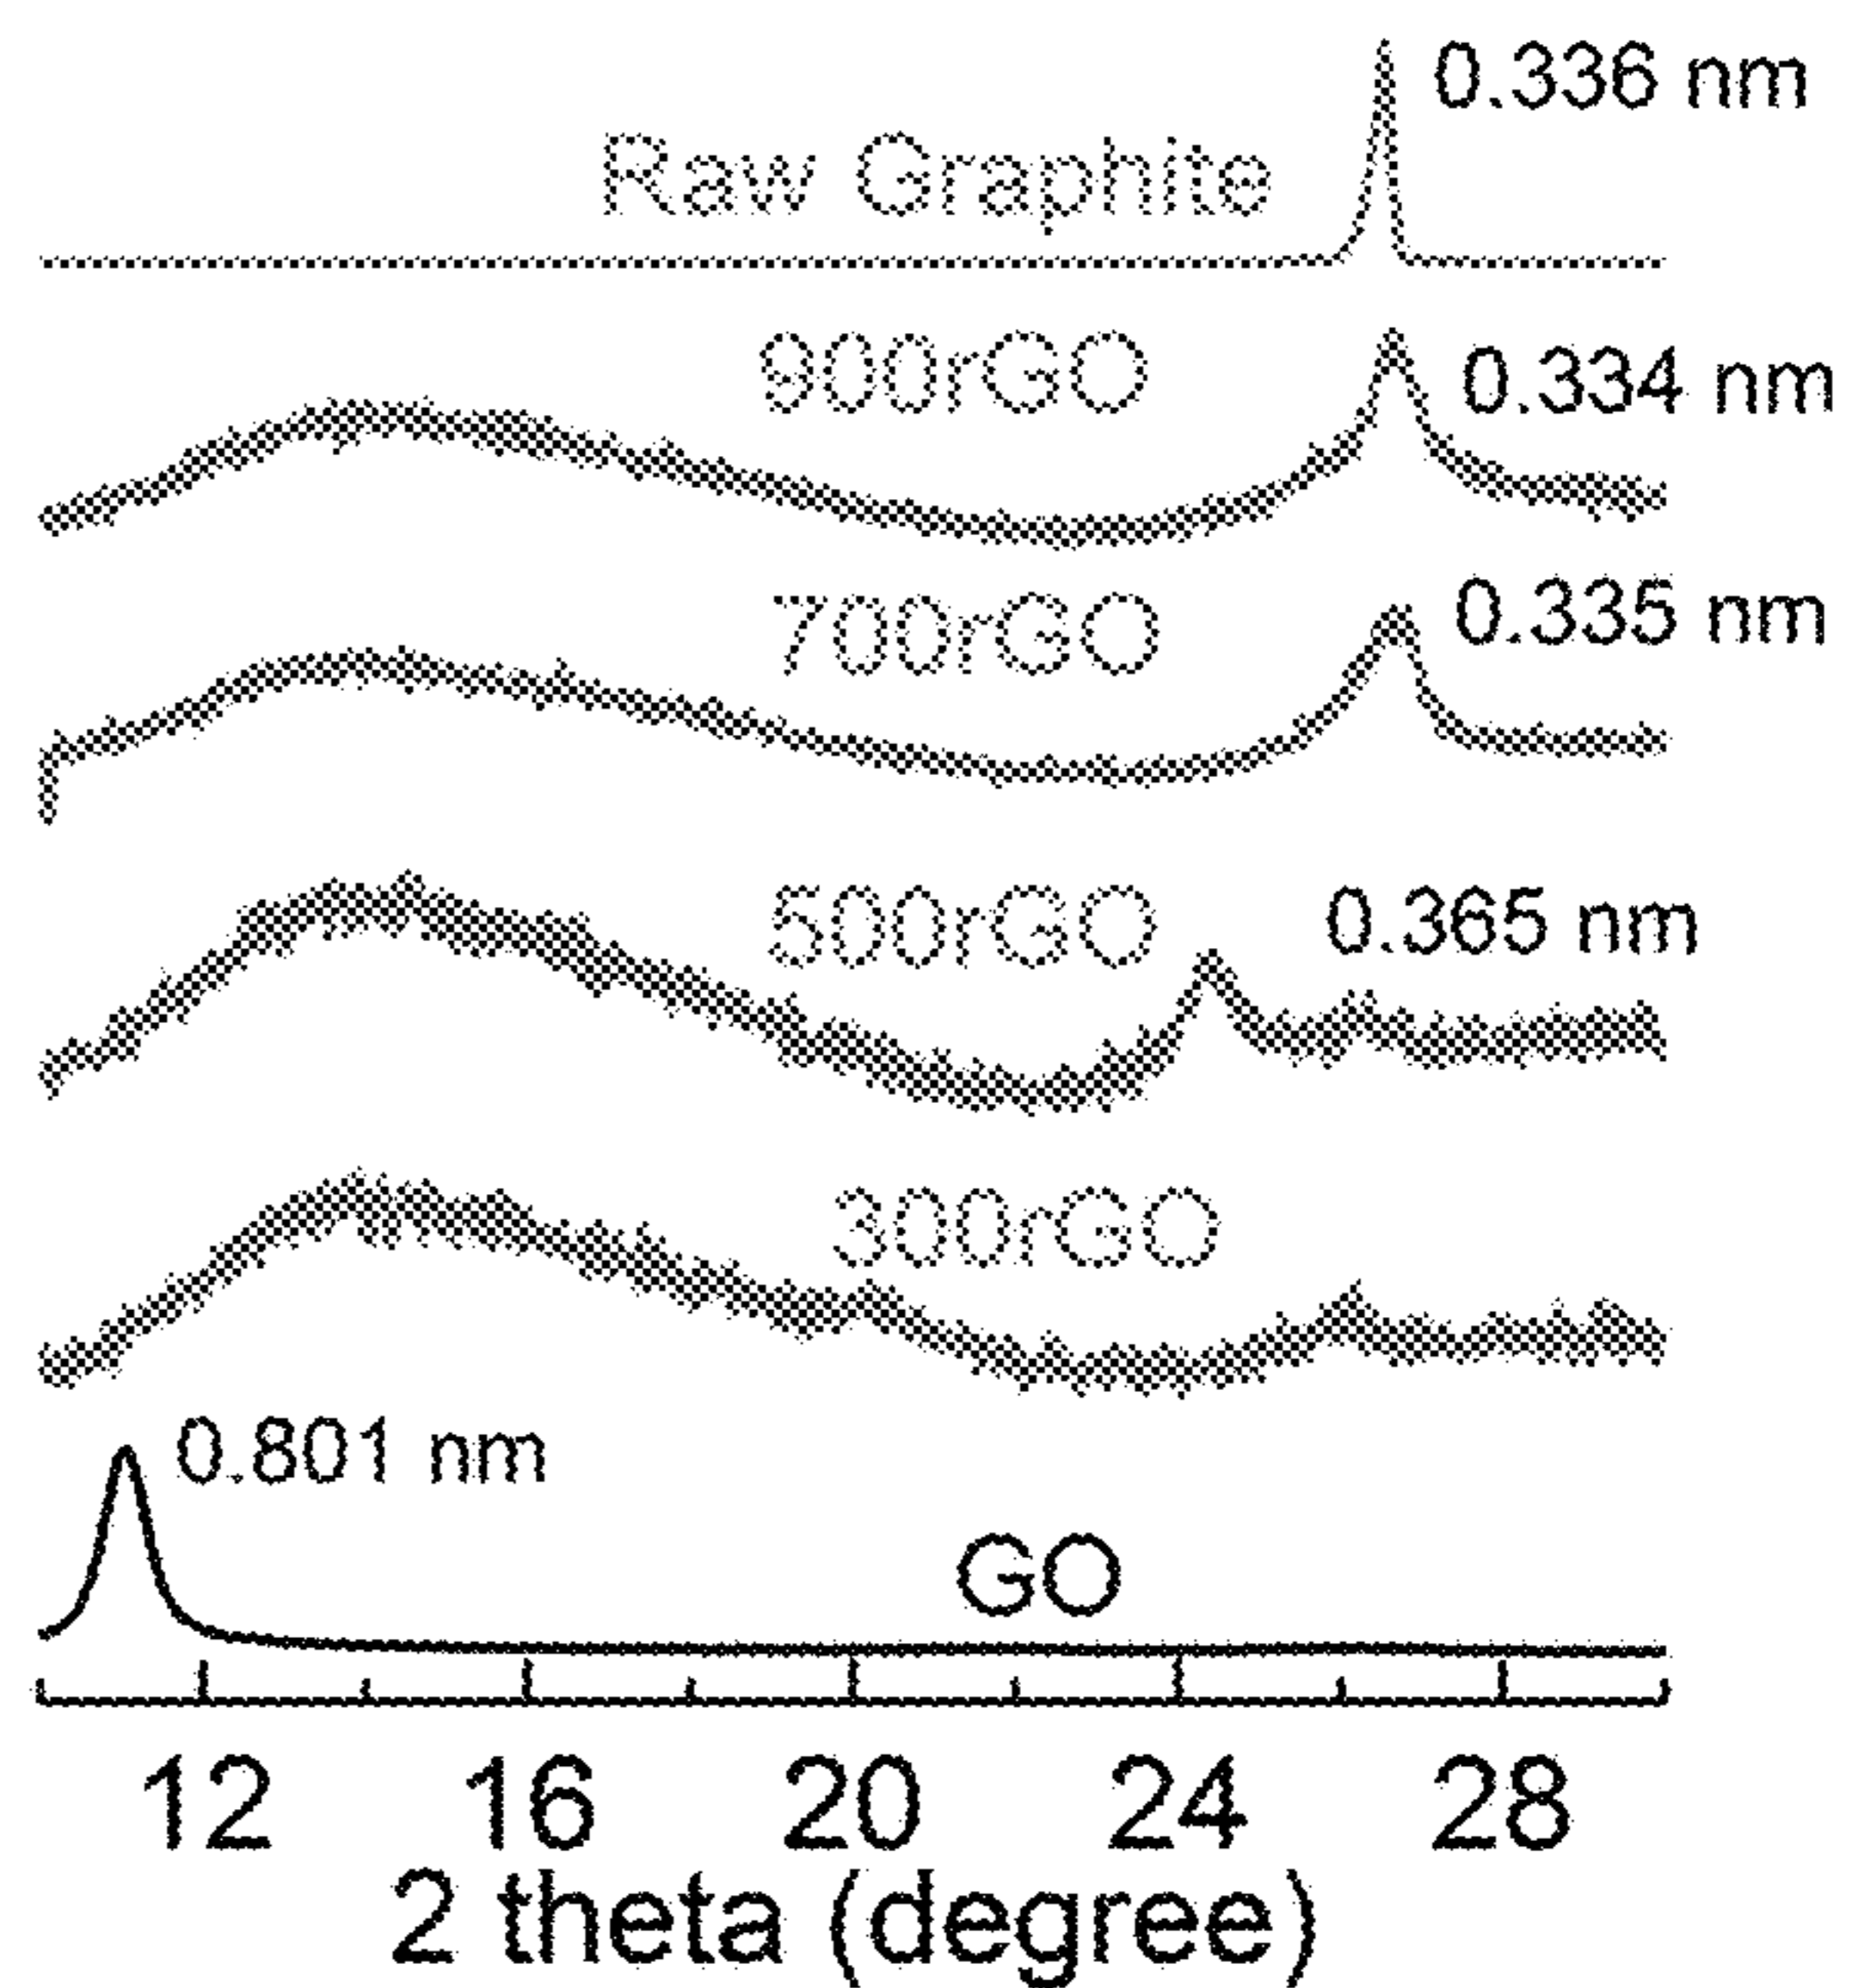 0.336 nm
Raw Graphite
900rGO
0.334 nm
700rGO
0.335 nm
500rGO
0.365 nm
300rGO
0.801 nm
GO
12 16 20 24 28
2 theta (degree)